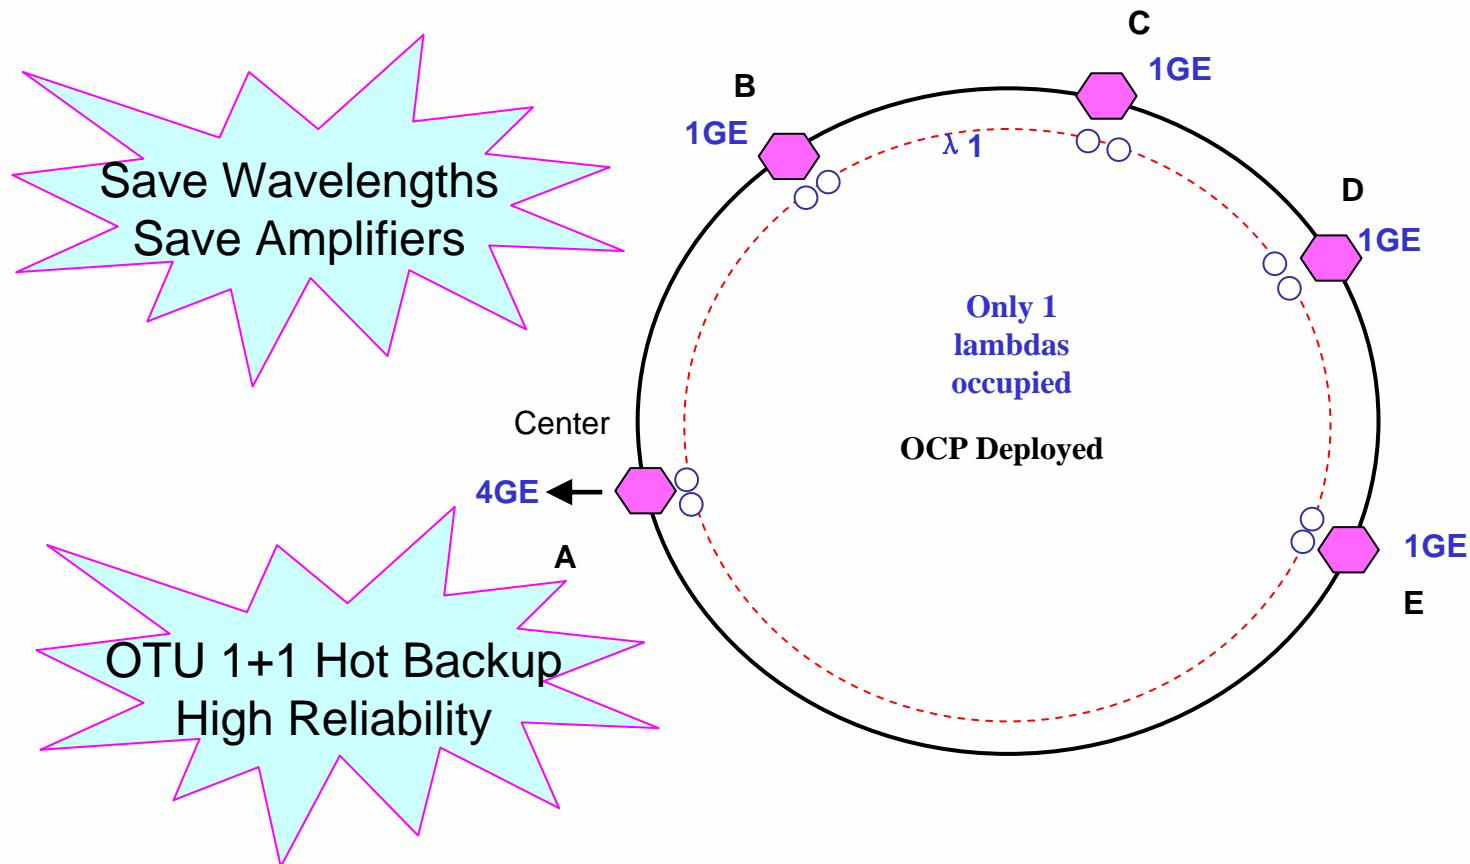 Save Wavelengths
Save Amplifiers
OTU 1+1 Hot Backup
High Reliability
Center
4GE
A
B
1GE
C
1GE
D
1GE
1GE
E
λ 1
Only 1
lambdas
occupied
OCP Deployed